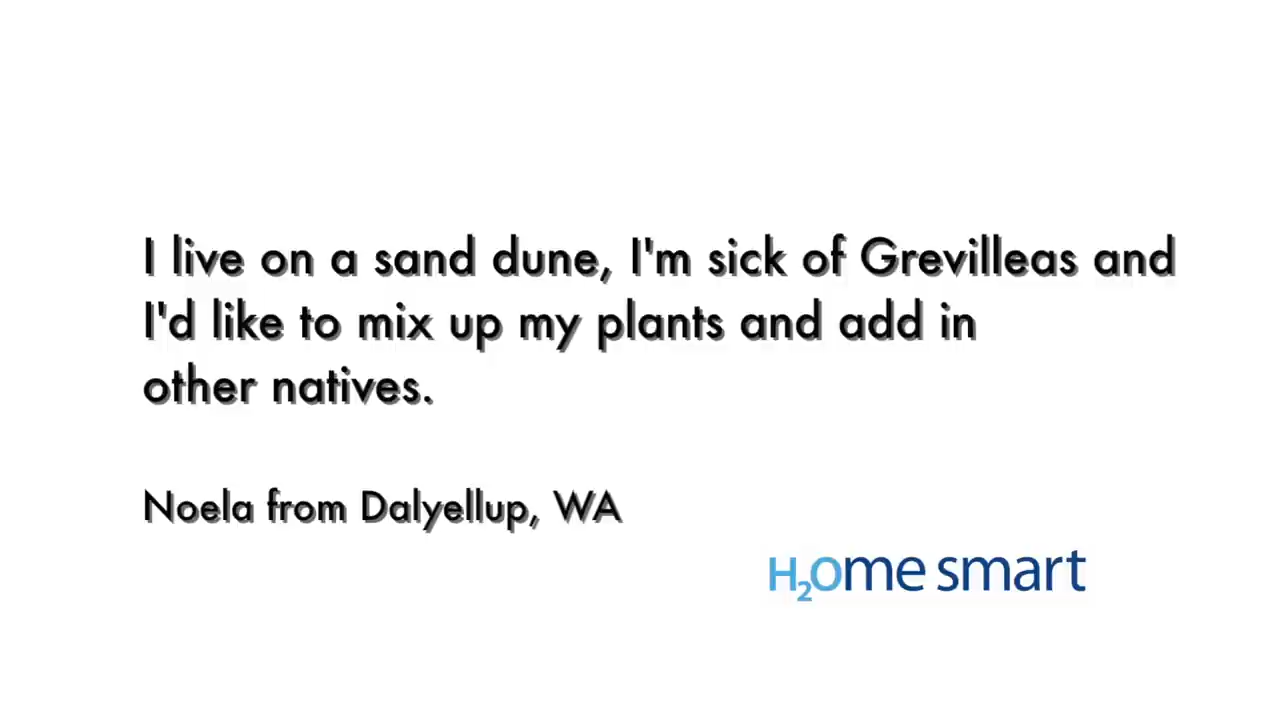 I live on a sand dune, I'm sick of Grevilleas and
I'd like to mix up my plants and add in
other natives.
Noela from Dalyellup, WA
H2Ome smart